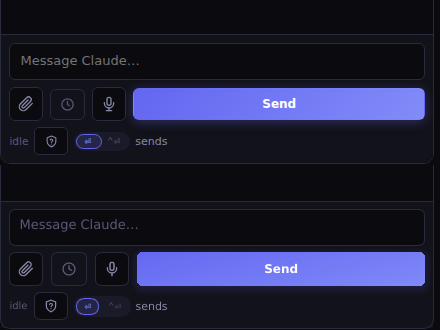 Message Claude...
Send
idle ⏎ ^⏎ sends
Message Claude...
Send
idle ⏎ ^⏎ sends